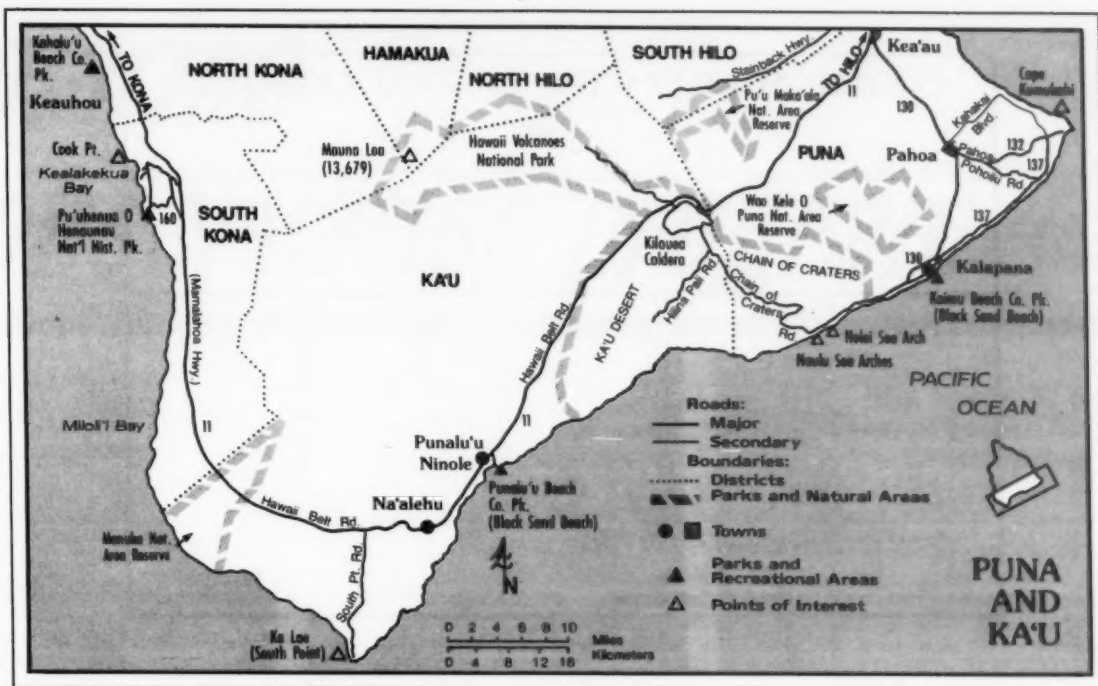 Kahalu'u
Beach Co.
Pk.
TO KONA
Keauhou
NORTH KONA
HAMAKUA
NORTH HILO
SOUTH HILO
Stainback Hwy.
TO HILO
Kea'au
11
130
Cape
Kumukahi
Kahakai
Blvd.
132
137
Pahoa
Pahoa
Pohoiki Rd
137
Pu'u Maka'ala
Nat. Area
Reserve
PUNA
Hawaii Volcanoes
National Park
Mauna Loa
(13,679)
Cook Pt.
Kealakekua
Bay
160
Pu'uhonua O
Honaunau
Nat'l Hist. Pk.
SOUTH
KONA
Wao Kele O
Puna Nat. Area
Reserve
Kilauea
Caldera
CHAIN OF CRATERS
130
Kalapana
Kaimu Beach Co. Pk.
(Black Sand Beach)
KA'U
(Mamalahoa Hwy.)
Hawaii Belt Rd.
KA'U DESERT
Hilina Pali Rd
Chain of
Craters
Rd
Holei Sea Arch
Naulu Sea Arches
PACIFIC
OCEAN
Miloli'i Bay
11
11
Punalu'u
Ninole
Punalu'u Beach
Co. Pk.
(Black Sand Beach)
Na'alehu
Hawaii Belt Rd.
Manuka Nat.
Area Reserve
South Pt. Rd.
Ka Lae
(South Point)
N
0 2 4 6 8 10
Miles
0 4 8 12 16
Kilometers
Roads:
Major
Secondary
Boundaries:
Districts
Parks and Natural Areas
Towns
Parks and
Recreational Areas
Points of Interest
PUNA
AND
KA'U